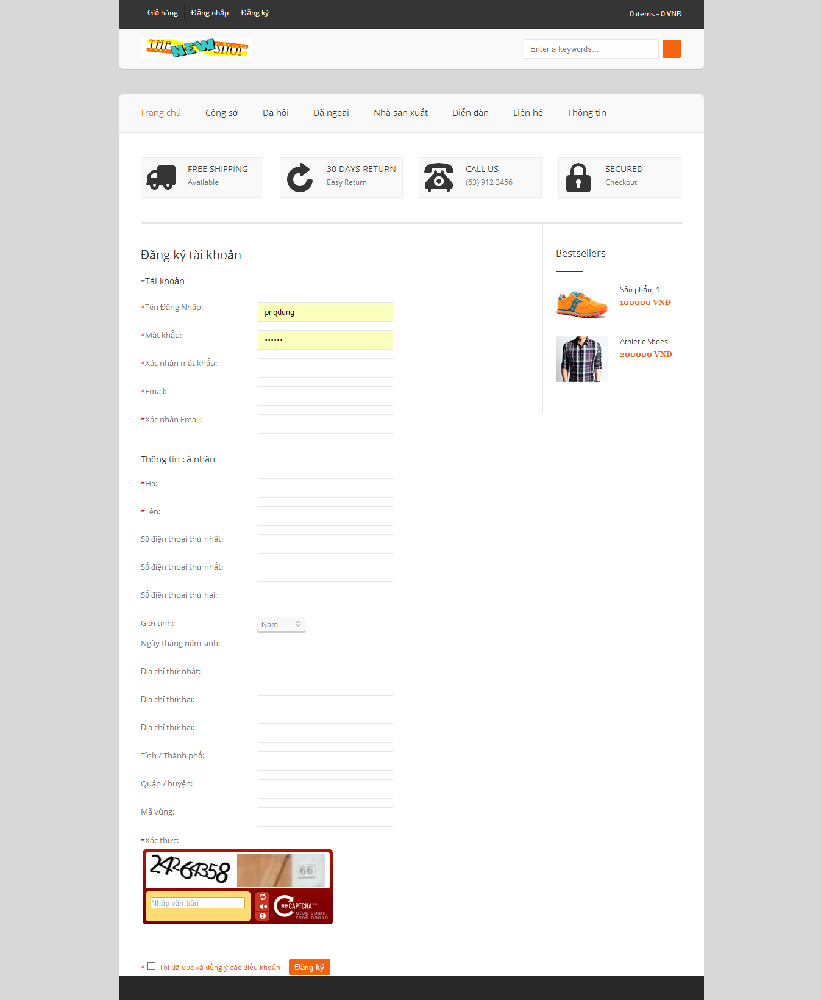 Giỏ hàng Đăng nhập Đăng ký 0 items - 0 VNĐ
THE NEW SHOP
Enter a keywords...
Trang chủ Công sở Dạ hội Dã ngoại Nhà sản xuất Diễn đàn Liên hệ Thông tin
FREE SHIPPING
Available
30 DAYS RETURN
Easy Return
CALL US
(63) 912 3456
SECURED
Checkout
Đăng ký tài khoản
*Tài khoản
*Tên Đăng Nhập: pnqdung
*Mật khẩu: ••••••
*Xác nhận mật khẩu:
*Email:
*Xác nhận Email:
Thông tin cá nhân
*Họ:
*Tên:
Số điện thoại thứ nhất:
Số điện thoại thứ nhất:
Số điện thoại thứ hai:
Giới tính: Nam
Ngày tháng năm sinh:
Địa chỉ thứ nhất:
Địa chỉ thứ hai:
Địa chỉ thứ hai:
Tỉnh / Thành phố:
Quận / huyện:
Mã vùng:
*Xác thực:
24264358 66
Nhập văn bản
reCAPTCHA™
stop spam.
read books.
* Tôi đã đọc và đồng ý các điều khoản Đăng ký
Bestsellers
Sản phẩm 1
100000 VNĐ
Athletic Shoes
200000 VNĐ